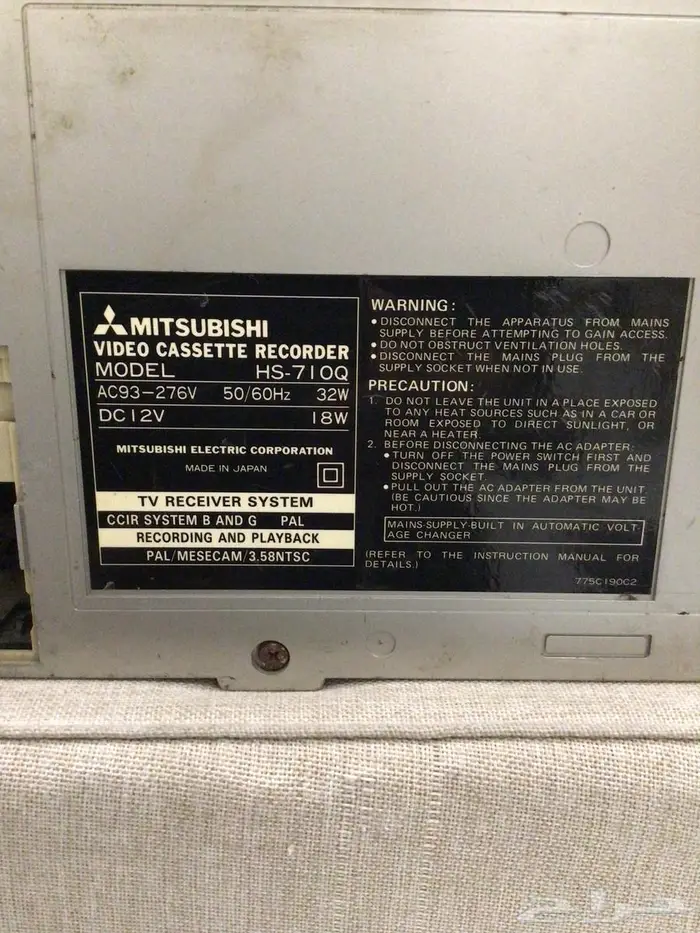 MITSUBISHI
VIDEO CASSETTE RECORDER
MODEL HS-710Q
AC93-276V 50/60Hz 32W
DC12V 18W
MITSUBISHI ELECTRIC CORPORATION
MADE IN JAPAN
TV RECEIVER SYSTEM
CCIR SYSTEM B AND G PAL
RECORDING AND PLAYBACK
PAL/MESECAM/3.58NTSC
WARNING:
• DISCONNECT THE APPARATUS FROM MAINS
SUPPLY BEFORE ATTEMPTING TO GAIN ACCESS.
• DO NOT OBSTRUCT VENTILATION HOLES.
• DISCONNECT THE MAINS PLUG FROM THE
SUPPLY SOCKET WHEN NOT IN USE.
PRECAUTION:
1. DO NOT LEAVE THE UNIT IN A PLACE EXPOSED
TO ANY HEAT SOURCES SUCH AS IN A CAR OR
ROOM EXPOSED TO DIRECT SUNLIGHT, OR
NEAR A HEATER.
2. BEFORE DISCONNECTING THE AC ADAPTER:
• TURN OFF THE POWER SWITCH FIRST AND
DISCONNECT THE MAINS PLUG FROM THE
SUPPLY SOCKET.
• PULL OUT THE AC ADAPTER FROM THE UNIT.
(BE CAUTIOUS SINCE THE ADAPTER MAY BE
HOT.)
MAINS-SUPPLY-BUILT IN AUTOMATIC VOLT-
AGE CHANGER
(REFER TO THE INSTRUCTION MANUAL FOR
DETAILS.)
775C190C2
حراج